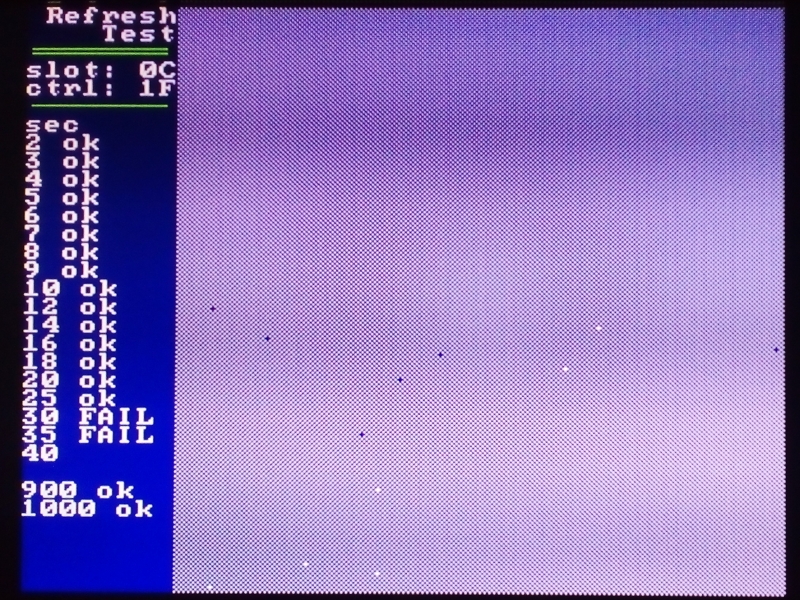 Refresh
Test
slot: 0C
ctrl: 1F
sec
2 ok
3 ok
4 ok
5 ok
6 ok
7 ok
8 ok
9 ok
10 ok
12 ok
14 ok
16 ok
18 ok
20 ok
25 ok
30 FAIL
35 FAIL
40
900 ok
1000 ok